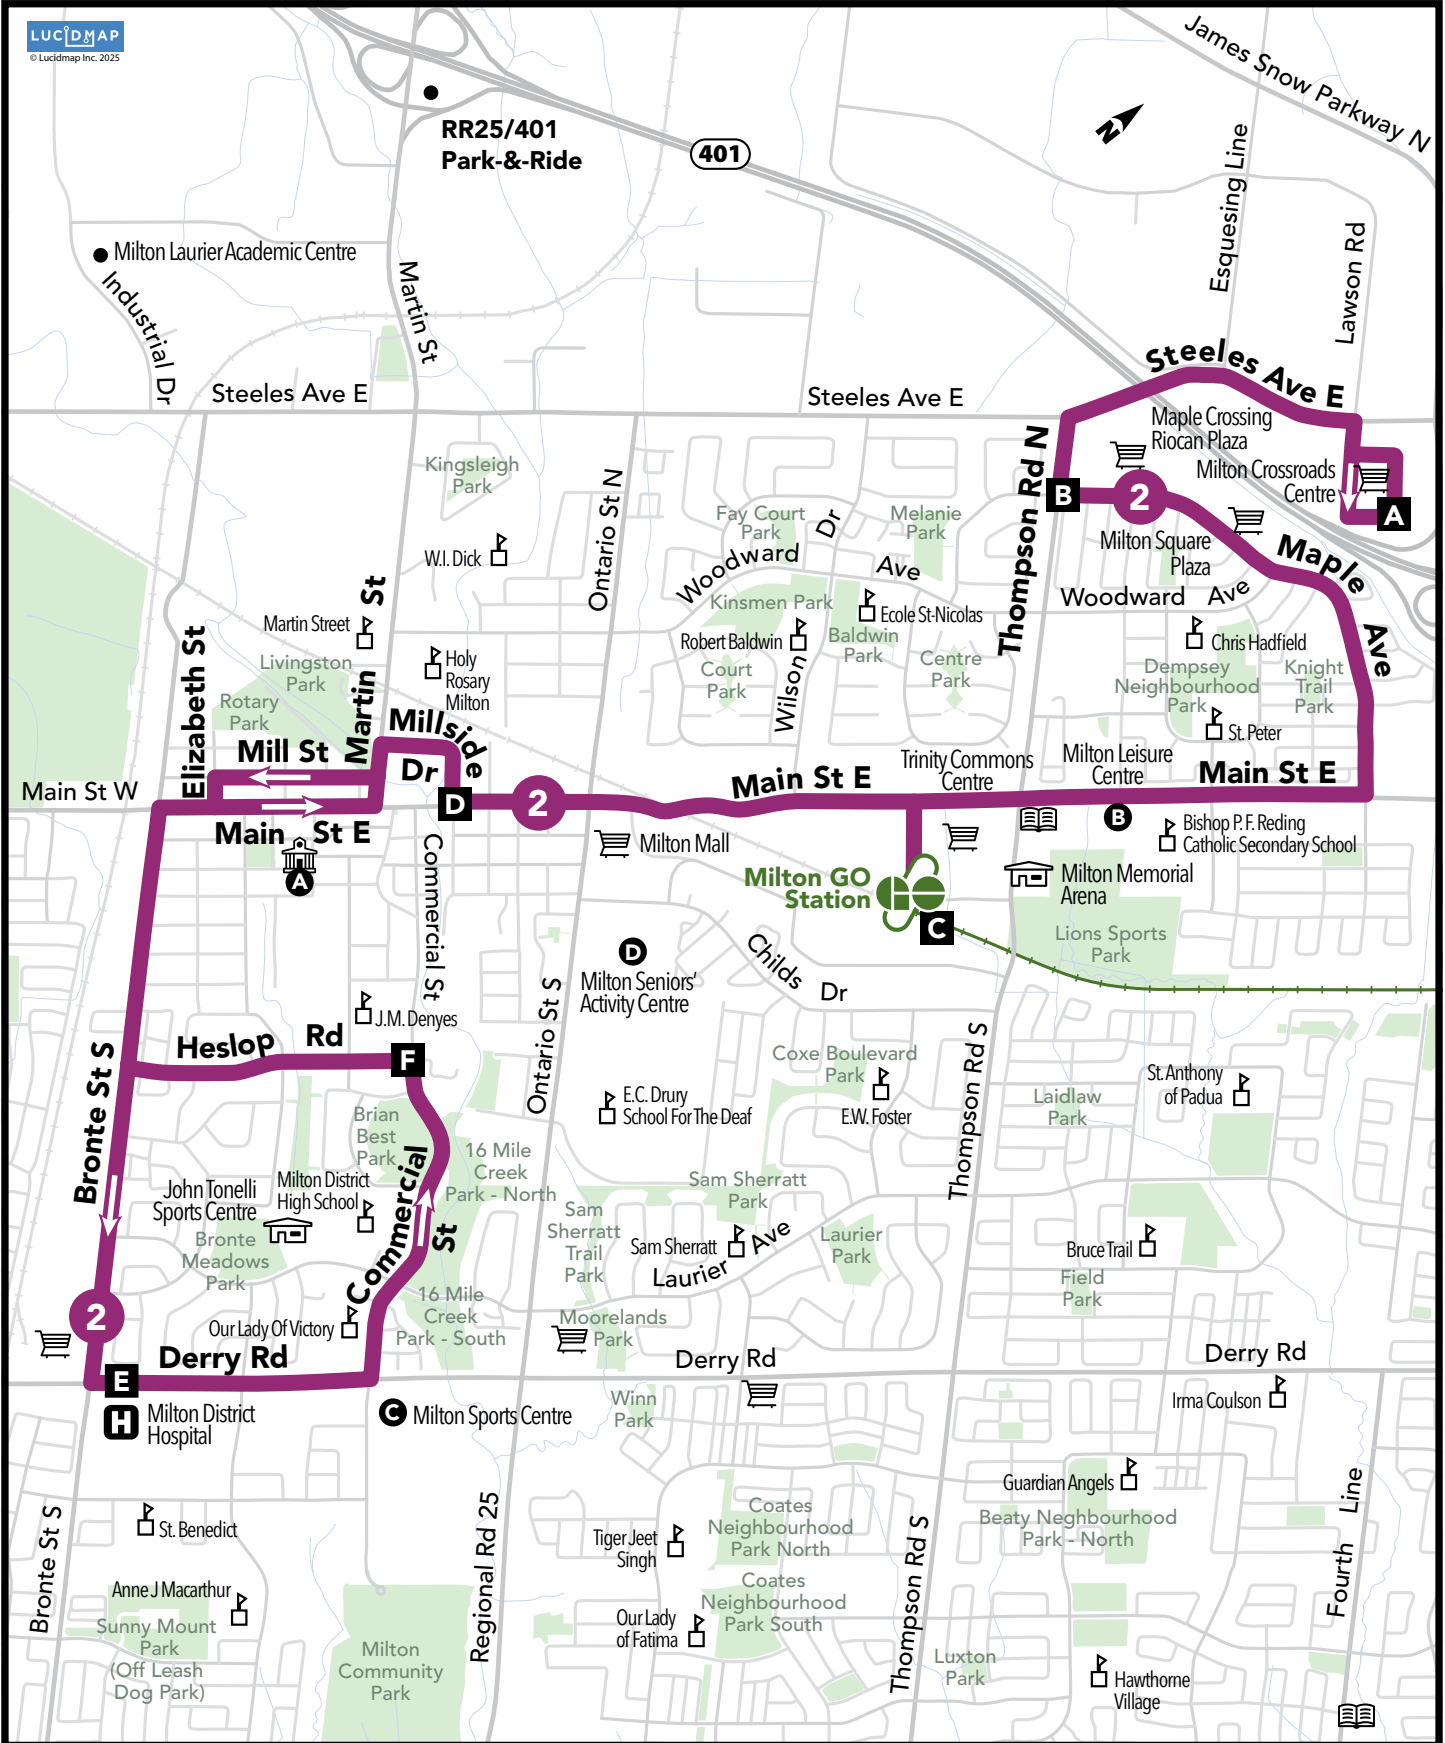 LUCIDMAP
© Lucidmap Inc. 2025
James Snow Parkway N
RR25/401
Park-&-Ride
401
N
Esquesing Line
Lawson Rd
Milton Laurier Academic Centre
Industrial Dr
Martin St
Steeles Ave E
Steeles Ave E
Steeles Ave E
Maple Crossing
Riocan Plaza
Milton Crossroads
Centre
A
B
2
Thompson Rd N
Milton Square
Plaza
Maple
Ave
Kingsleigh
Park
Ontario St N
Fay Court
Park
Dr
Melanie
Park
W.I. Dick
Woodward
Ave
Woodward Ave
Kinsmen Park
Ecole St-Nicolas
Martin Street
St
Robert Baldwin
Baldwin
Park
Chris Hadfield
Elizabeth St
Livingston
Park
Holy
Rosary
Milton
Court
Park
Wilson
Centre
Park
Dempsey
Neighbourhood
Park
Knight
Trail
Park
Rotary
Park
Martin
Millside
Dr
St. Peter
Mill St
Main St W
D
2
Main St E
Trinity Commons
Centre
Milton Leisure
Centre
Main St E
Main St E
A
Commercial St
Milton Mall
B
Bishop P. F. Reding
Catholic Secondary School
Milton GO
Station
C
Milton Memorial
Arena
Lions Sports
Park
D
Milton Seniors'
Activity Centre
Childs
Dr
Ontario St S
J.M. Denyes
Heslop Rd
F
Bronte St S
Thompson Rd S
Coxe Boulevard
Park
E.W. Foster
Laidlaw
Park
St. Anthony
of Padua
E.C. Drury
School For The Deaf
Brian
Best
Park
16 Mile
Creek
Park - North
Milton District
High School
John Tonelli
Sports Centre
Commercial
St
Sam Sherratt
Park
Sam
Sherratt
Trail
Park
Sam Sherratt
Laurier Ave
Laurier
Park
Bruce Trail
Field
Park
Bronte
Meadows
Park
2
Our Lady Of Victory
16 Mile
Creek
Park - South
Moorelands
Park
Derry Rd
Derry Rd
Derry Rd
E
H
Milton District
Hospital
C
Milton Sports Centre
Winn
Park
Irma Coulson
Bronte St S
St. Benedict
Regional Rd 25
Tiger Jeet
Singh
Coates
Neighbourhood
Park North
Guardian Angels
Beaty Neghbourhood
Park - North
Fourth Line
Thompson Rd S
Anne J Macarthur
Sunny Mount
Park
(Off Leash
Dog Park)
Milton
Community
Park
Our Lady
of Fatima
Coates
Neighbourhood
Park South
Luxton
Park
Hawthorne
Village